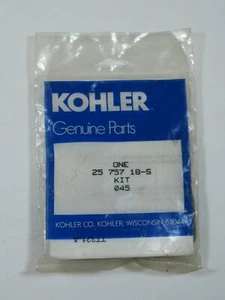 KOHLER
Genuine Parts
ONE
25 757 18-S
KIT
045
KOHLER CO. KOHLER, WISCONSIN